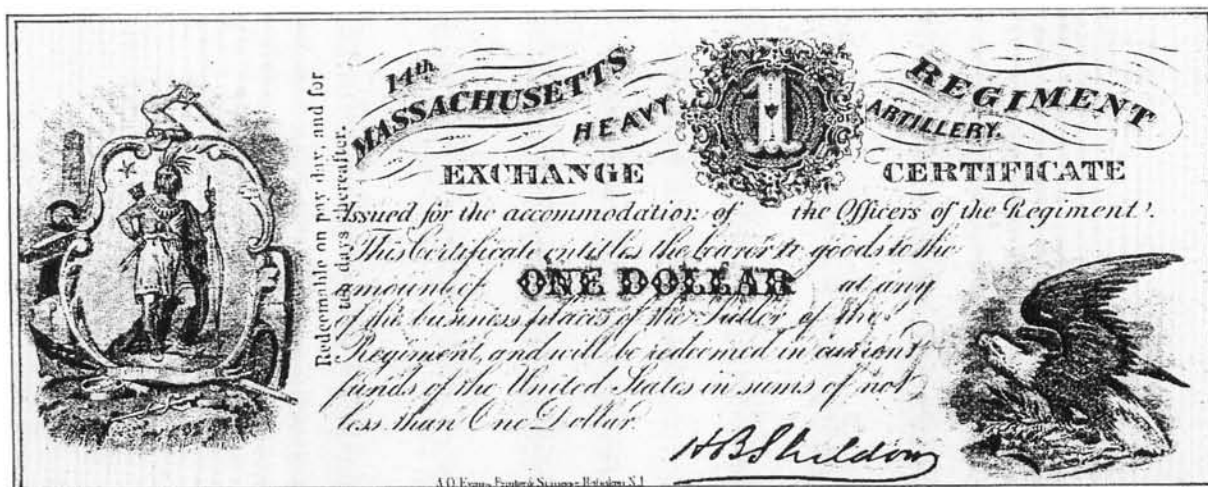 Redeemable on pay day, and for
ten days thereafter.
14th
MASSACHUSETTS REGIMENT
HEAVY ARTILLERY.
1
EXCHANGE CERTIFICATE
Issued for the accommodation of the Officers of the Regiment.
This Certificate entitles the bearer to goods to the
amount of ONE DOLLAR at any
of the business places of the Sutler of the
Regiment, and will be redeemed in current
funds of the United States in sums of not
less than One Dollar.
H B Sheldon
A.O. Evans, Printer &